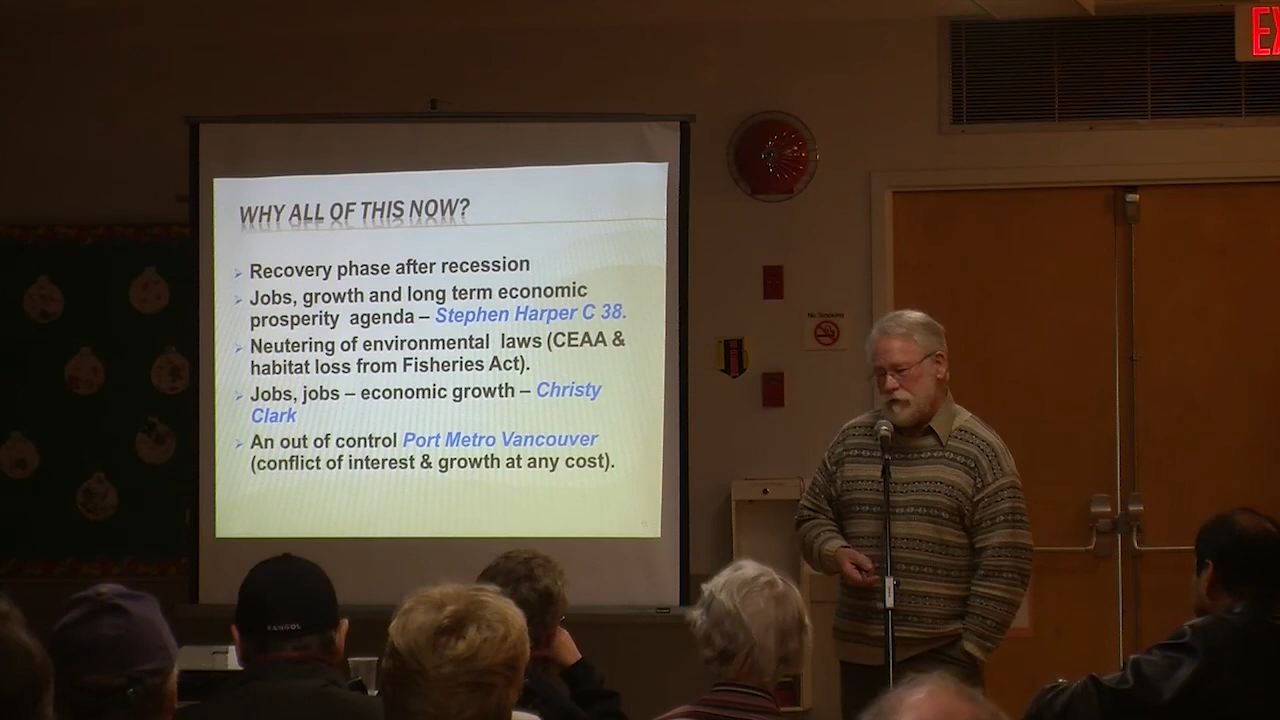 EX
WHY ALL OF THIS NOW?
Recovery phase after recession
Jobs, growth and long term economic
prosperity agenda – Stephen Harper C 38.
Neutering of environmental laws (CEAA &
habitat loss from Fisheries Act).
Jobs, jobs – economic growth – Christy
Clark
An out of control Port Metro Vancouver
(conflict of interest & growth at any cost).
No Smoking
KANGOL